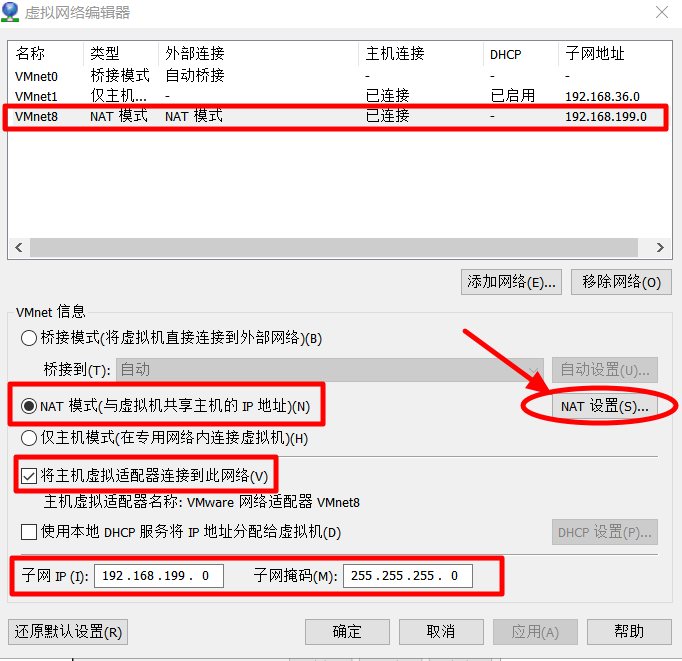 虚拟网络编辑器
名称 类型 外部连接 主机连接 DHCP 子网地址
VMnet0 桥接模式 自动桥接 - - -
VMnet1 仅主机... - 已连接 已启用 192.168.36.0
VMnet8 NAT 模式 NAT 模式 已连接 - 192.168.199.0
添加网络(E)... 移除网络(O)
VMnet 信息
桥接模式(将虚拟机直接连接到外部网络)(B)
桥接到(T): 自动 自动设置(U)...
NAT 模式(与虚拟机共享主机的 IP 地址)(N) NAT 设置(S)...
仅主机模式(在专用网络内连接虚拟机)(H)
将主机虚拟适配器连接到此网络(V)
主机虚拟适配器名称: VMware 网络适配器 VMnet8
使用本地 DHCP 服务将 IP 地址分配给虚拟机(D) DHCP 设置(P)...
子网 IP (I): 192.168.199. 0 子网掩码(M): 255.255.255. 0
还原默认设置(R) 确定 取消 应用(A) 帮助